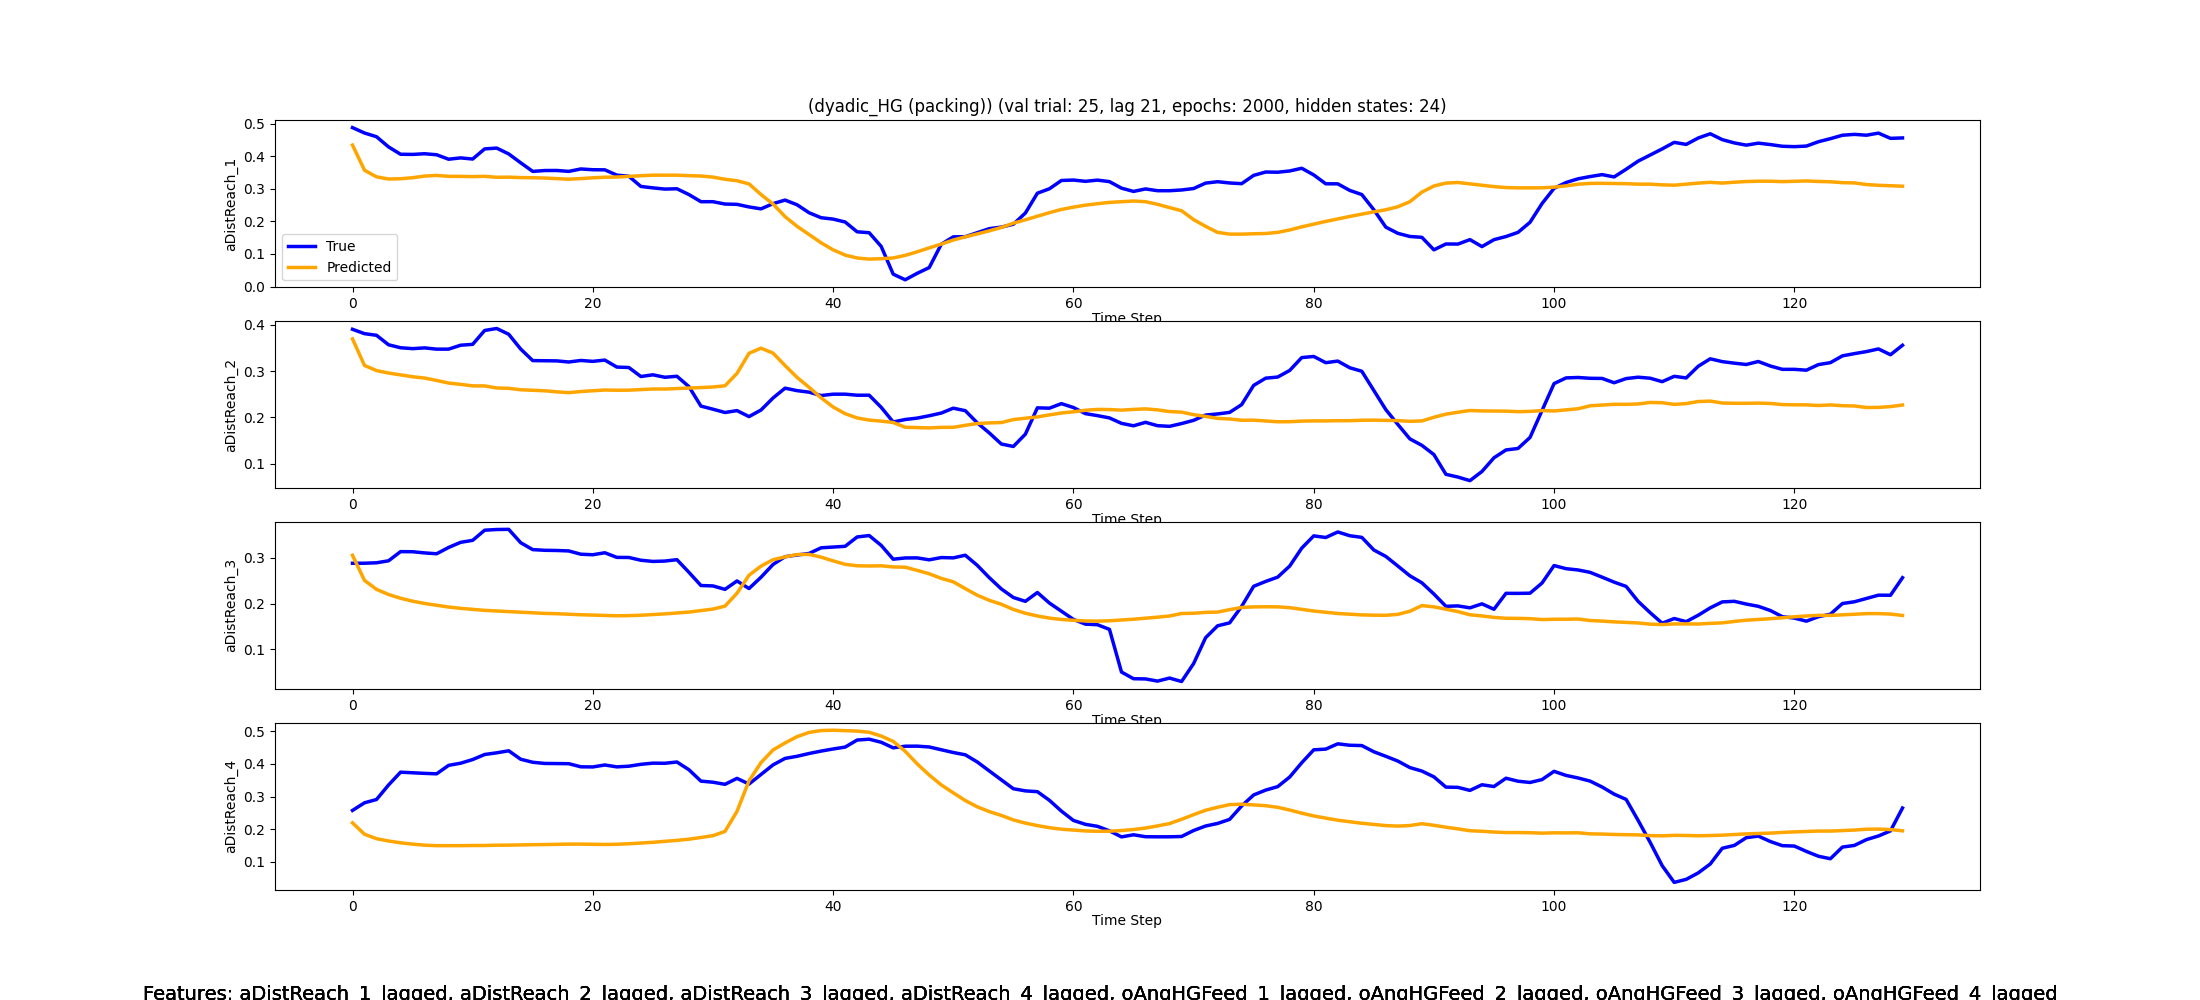 (dyadic_HG (packing)) (val trial: 25, lag 21, epochs: 2000, hidden states: 24)
aDistReach_1
0.5
0.4
0.3
0.2
0.1
0.0
True
Predicted
0 20 40 60 80 100 120
Time Step
aDistReach_2
0.4
0.3
0.2
0.1
0 20 40 60 80 100 120
Time Step
aDistReach_3
0.3
0.2
0.1
0 20 40 60 80 100 120
Time Step
aDistReach_4
0.5
0.4
0.3
0.2
0.1
0 20 40 60 80 100 120
Time Step
Features: aDistReach_1_lagged, aDistReach_2_lagged, aDistReach_3_lagged, aDistReach_4_lagged, oAngHGFeed_1_lagged, oAngHGFeed_2_lagged, oAngHGFeed_3_lagged, oAngHGFeed_4_lagged